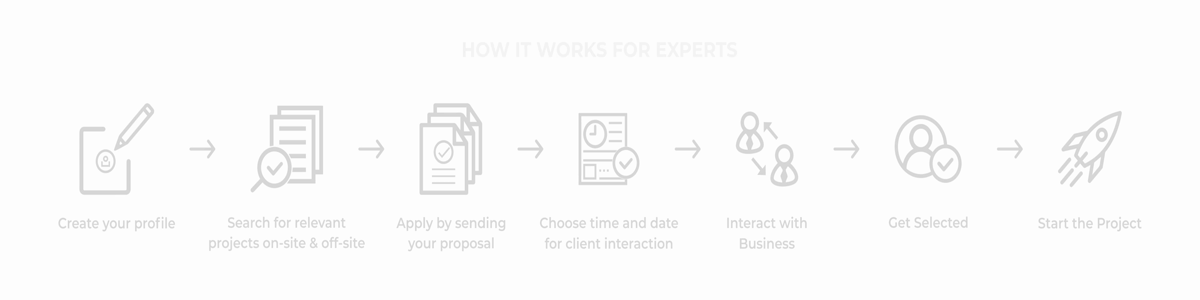 HOW IT WORKS FOR EXPERTS
Create your profile
Search for relevant
projects on-site & off-site
Apply by sending
your proposal
Choose time and date
for client interaction
Interact with
Business
Get Selected
Start the Project